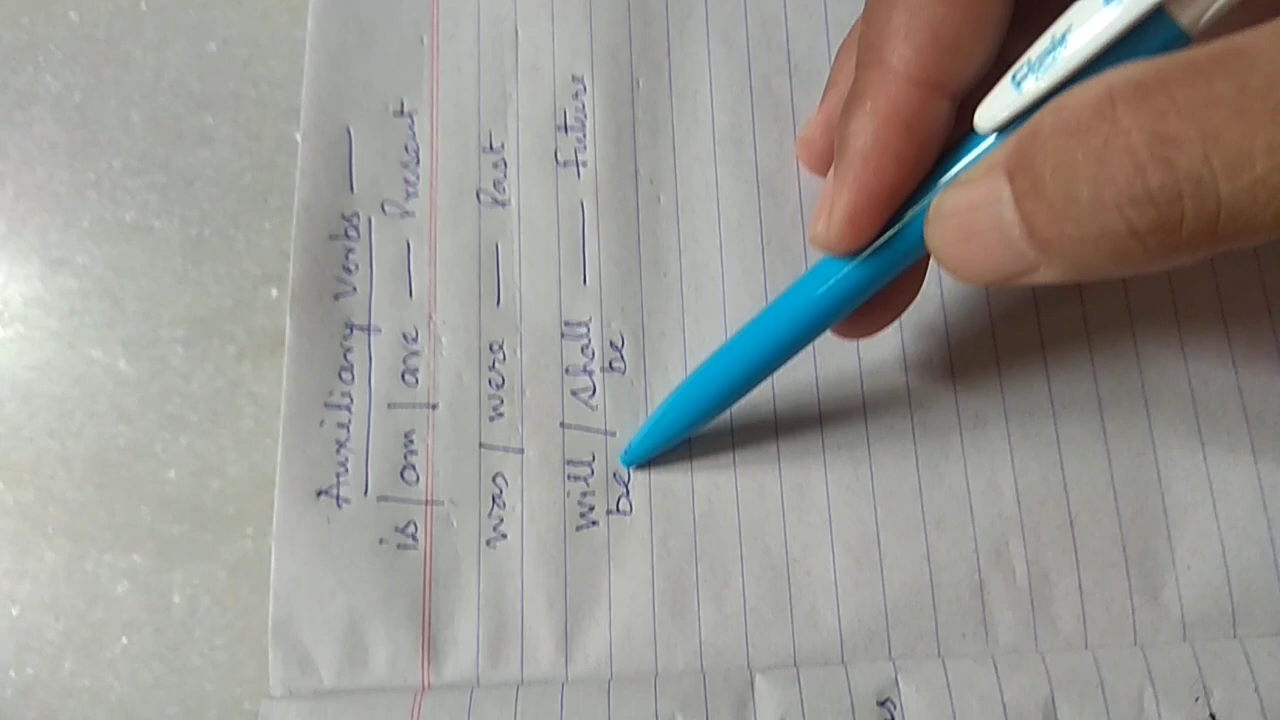 Auxiliary Verbs —
is / am / are — Present
was / were — Past
will / shall — Future
be be